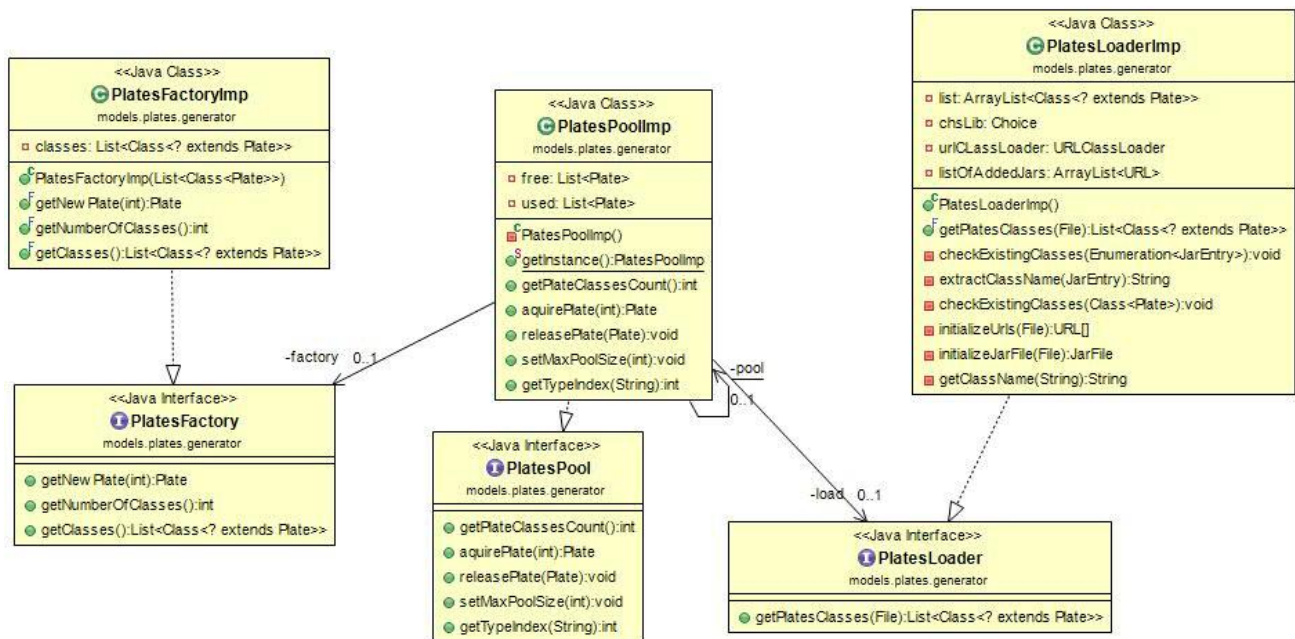 <<Java Class>>
PlatesFactoryImp
models.plates.generator
classes: List<Class<? extends Plate>>
PlatesFactoryImp(List<Class<Plate>>)
getNewPlate(int):Plate
getNumberOfClasses():int
getClasses():List<Class<? extends Plate>>
<<Java Class>>
PlatesPoolImp
models.plates.generator
free: List<Plate>
used: List<Plate>
PlatesPoolImp()
getInstance():PlatesPoolImp
getPlateClassesCount():int
aquirePlate(int):Plate
releasePlate(Plate):void
setMaxPoolSize(int):void
getTypeIndex(String):int
<<Java Class>>
PlatesLoaderImp
models.plates.generator
list: ArrayList<Class<? extends Plate>>
chsLib: Choice
urlCLassLoader: URLClassLoader
listOfAddedJars: ArrayList<URL>
PlatesLoaderImp()
getPlatesClasses(File):List<Class<? extends Plate>>
checkExistingClasses(Enumeration<JarEntry>):void
extractClassName(JarEntry):String
checkExistingClasses(Class<Plate>):void
initializeUrls(File):URL[]
initializeJarFile(File):JarFile
getClassName(String):String
-factory 0..1
-pool
0..1
-load 0..1
<<Java Interface>>
PlatesFactory
models.plates.generator
getNewPlate(int):Plate
getNumberOfClasses():int
getClasses():List<Class<? extends Plate>>
<<Java Interface>>
PlatesPool
models.plates.generator
getPlateClassesCount():int
aquirePlate(int):Plate
releasePlate(Plate):void
setMaxPoolSize(int):void
getTypeIndex(String):int
<<Java Interface>>
PlatesLoader
models.plates.generator
getPlatesClasses(File):List<Class<? extends Plate>>